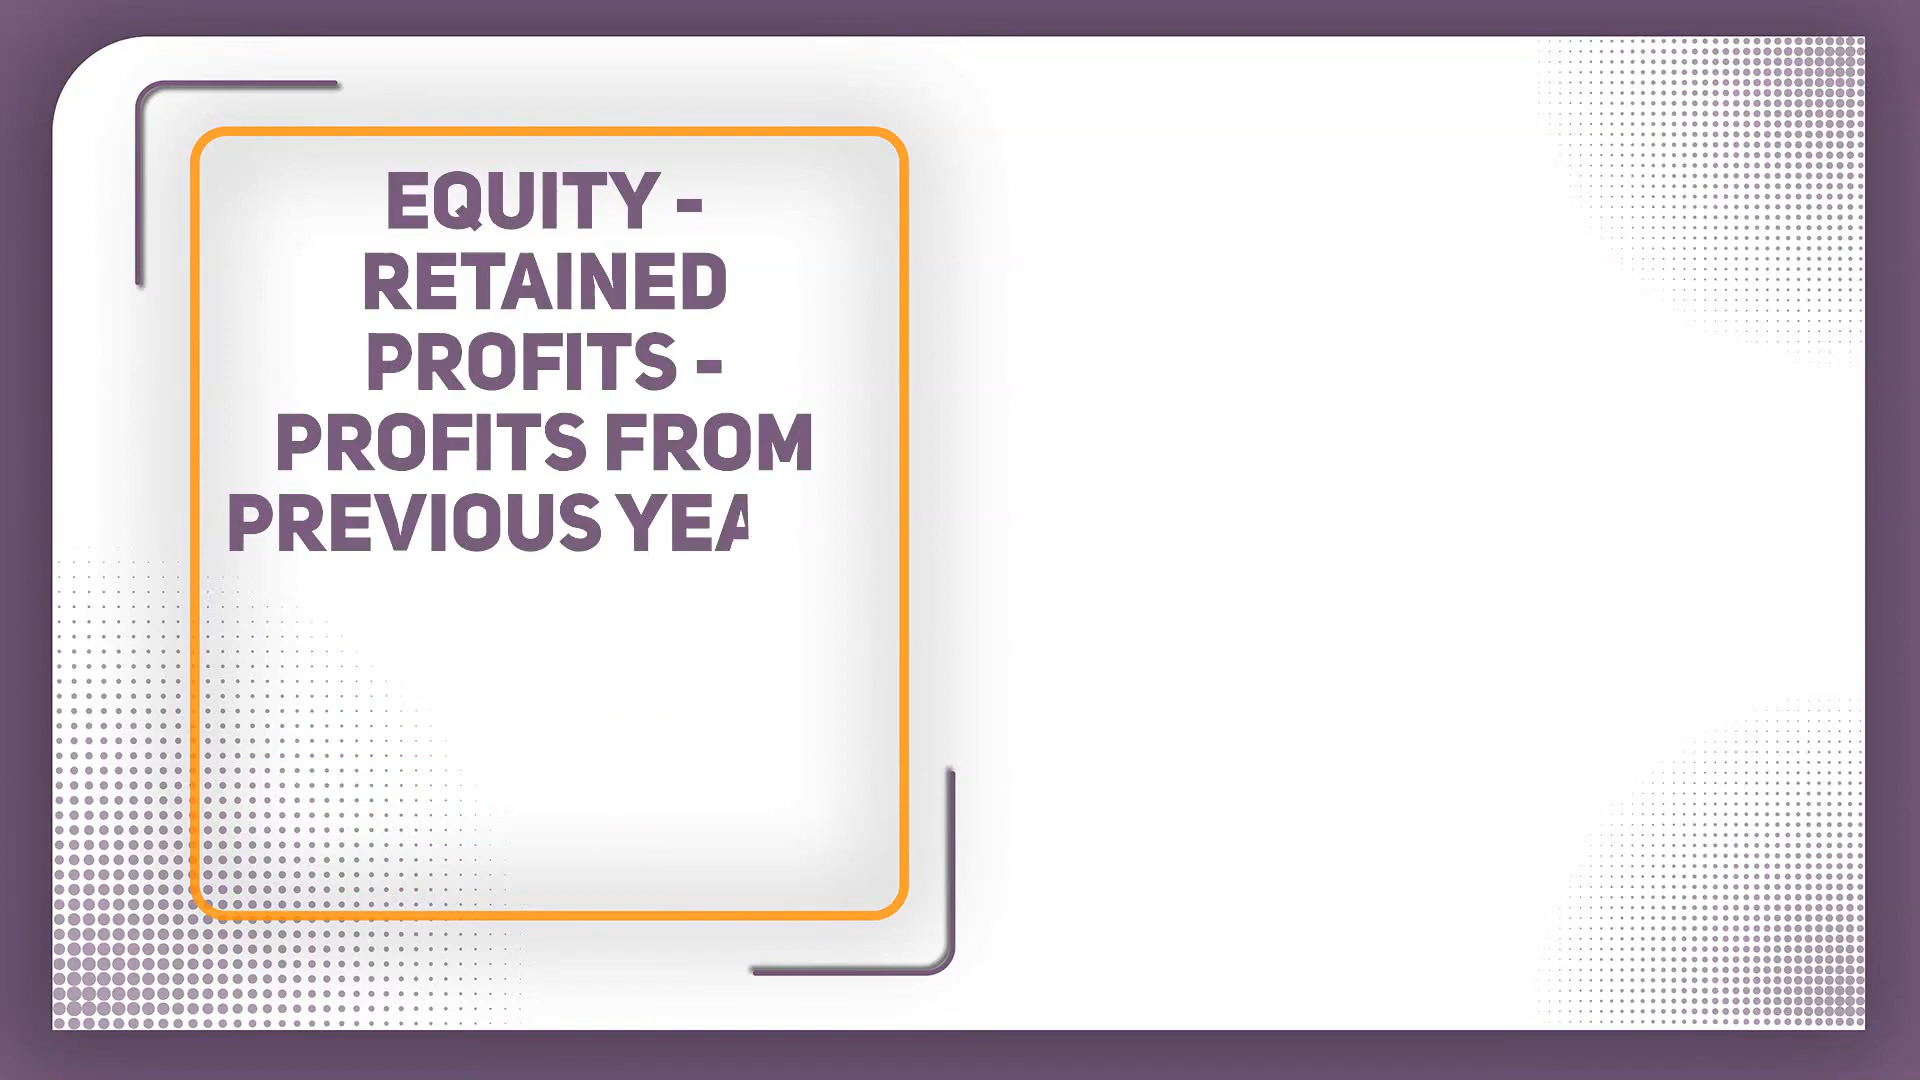 EQUITY -
RETAINED
PROFITS -
PROFITS FROM
PREVIOUS YEA